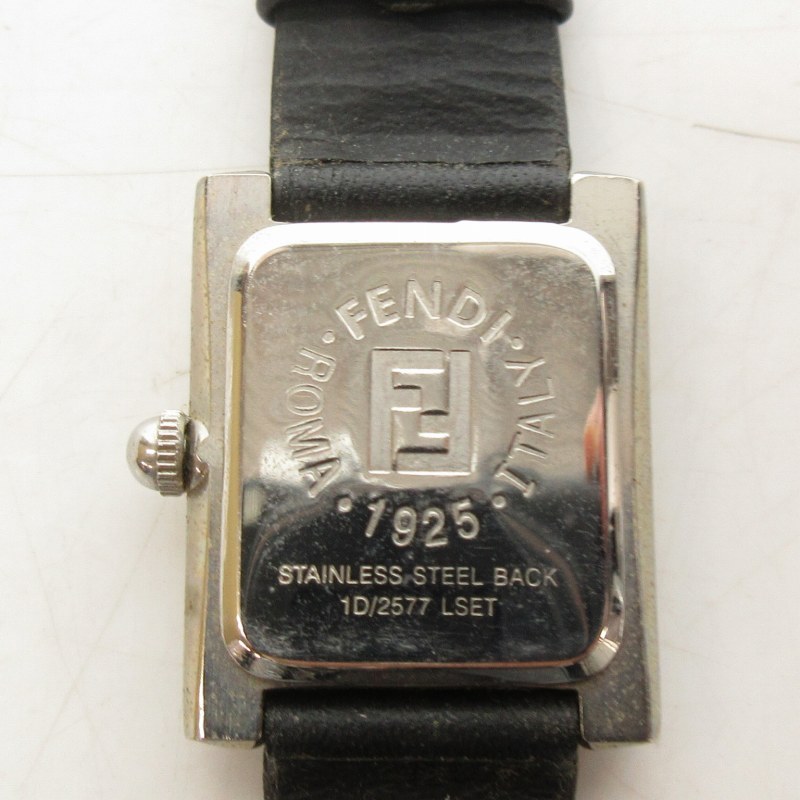 · FENDI ·
ITALY
· 1925 ·
ROMA
STAINLESS STEEL BACK
1D/2577 LSET